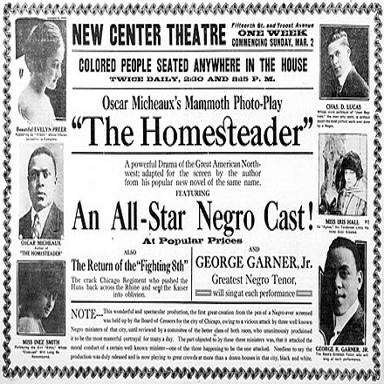 NEW CENTER THEATRE
Fifteenth St. and Troost Avenue
ONE WEEK
COMMENCING SUNDAY, MAR. 2
COLORED PEOPLE SEATED ANYWHERE IN THE HOUSE
TWICE DAILY, 2:30 AND 8:15 P. M.
Oscar Micheaux's Mammoth Photo-Play
"The Homesteader"
A powerful Drama of the Great American North-
west; adapted for the screen by the author
from his popular new novel of the same name.
FEATURING
An All-Star Negro Cast!
At Popular Prices
ALSO
The Return of the "Fighting 8th"
The crack Chicago Regiment who pushed the
Huns back across the Rhine and sent the Kaiser
into oblivion.
AND
GEORGE GARNER, Jr.
Greatest Negro Tenor,
will sing at each performance
NOTE—This wonderful and spectacular production, the first great creation from the pen of a Negro ever screened
was held up by the Board of Censors for the city of Chicago, owing to a vicious attack by three well known
Negro ministers of that city, until reviewed by a committee of the better class of both races, who unanimously proclaimed
it to be the most masterful portrayal for many a day. The part objected to by these three ministers was, that it attacked the
moral conduct of a certain well known minister—one of the three happening to be the one attacked. Needless to say the
production was duly released and is now playing to great crowds at more than a dozen houses in that city, black and white.
Beautiful EVELYN PREER
OSCAR MICHEAUX
Author of
"THE HOMESTEADER"
MISS INEZ SMITH
CHAS. D. LUCAS
MISS IRIS HALL
GEORGE R. GARNER, JR.